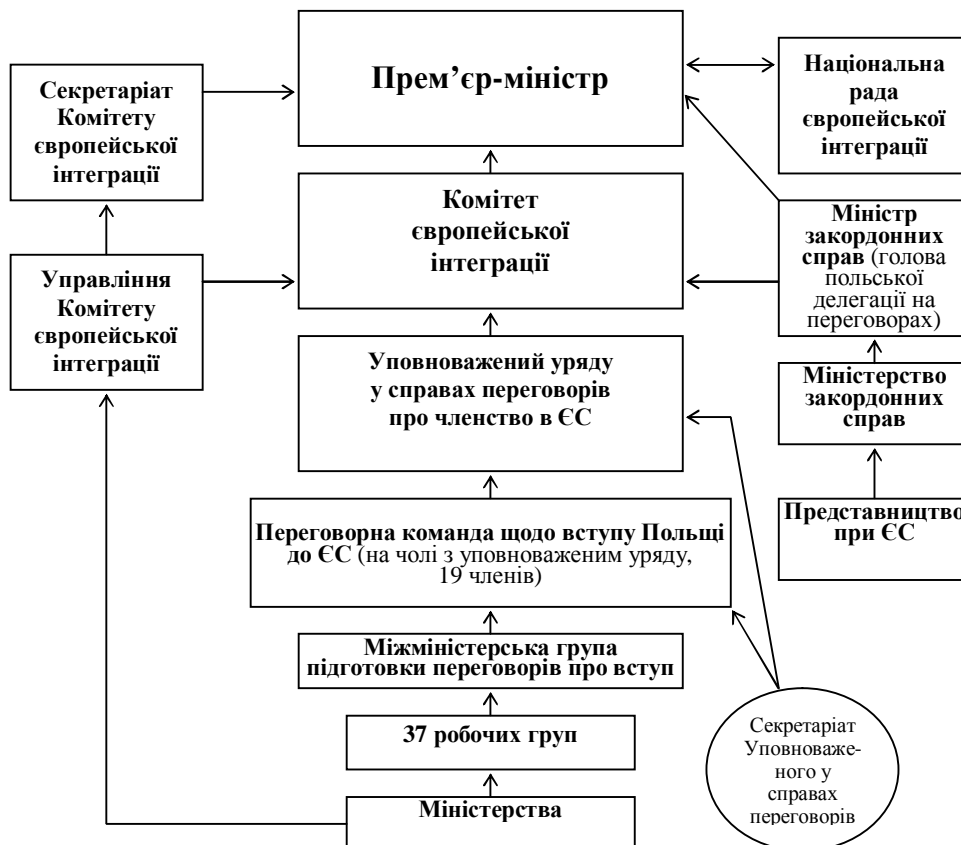 Прем’єр-міністр
Секретаріат
Комітету
європейської
інтеграції
Національна
рада
європейської
інтеграції
Комітет
європейської
інтеграції
Міністр
закордонних
справ (голова
польської
делегації на
переговорах)
Управління
Комітету
європейської
інтеграції
Уповноважений уряду
у справах переговорів
про членство в ЄС
Міністерство
закордонних
справ
Переговорна команда щодо вступу Польщі
до ЄС (на чолі з уповноваженим уряду,
19 членів)
Представництво
при ЄС
Міжміністерська група
підготовки переговорів про вступ
37 робочих груп
Секретаріат
Уповноваже-
ного у
справах
переговорів
Міністерства